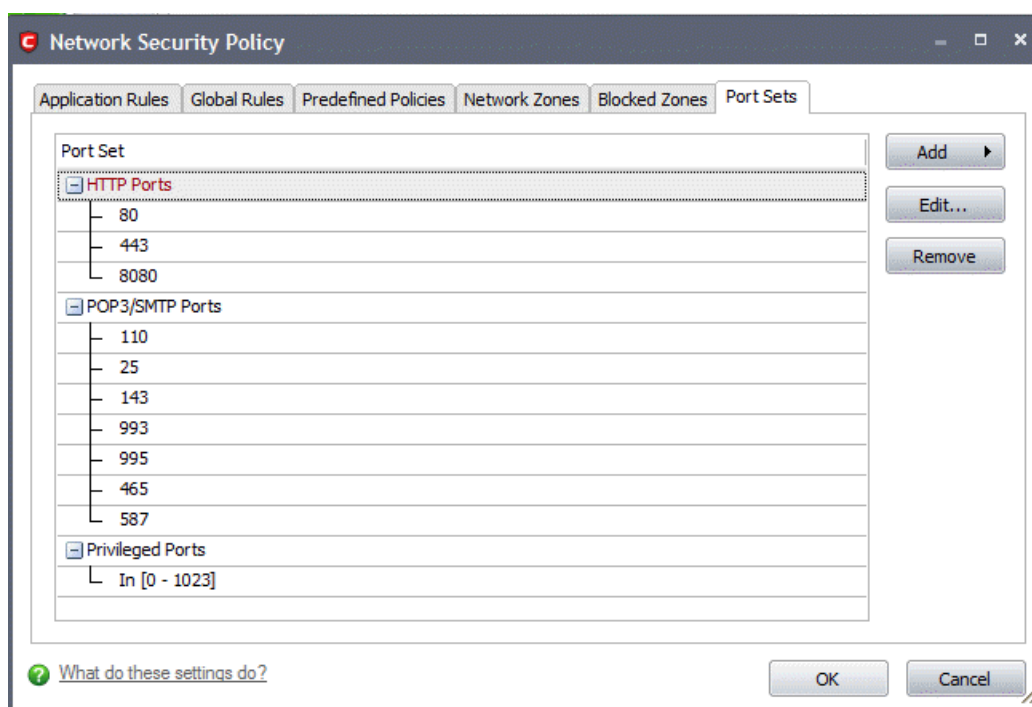 Network Security Policy
Application Rules Global Rules Predefined Policies Network Zones Blocked Zones Port Sets
Port Set
Add
HTTP Ports
Edit...
80
443
Remove
8080
POP3/SMTP Ports
110
25
143
993
995
465
587
Privileged Ports
In [0 - 1023]
What do these settings do?
OK Cancel